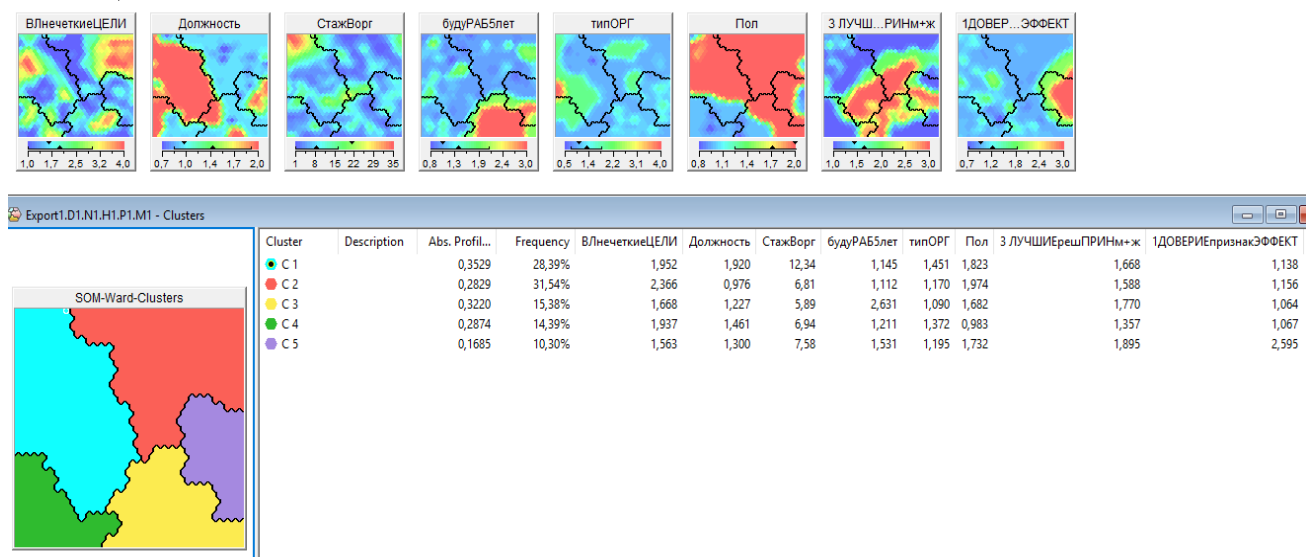 ВЛнечеткиеЦЕЛИ Должность СтажВорг будуРАБ5лет типОРГ Пол 3 ЛУЧШ...РИНм+ж 1ДОВЕР...ЭФФЕКТ
1,0 1,7 2,5 3,2 4,0 0,7 1,0 1,4 1,7 2,0 1 8 15 22 29 35 0,8 1,3 1,9 2,4 3,0 0,5 1,4 2,2 3,1 4,0 0,8 1,1 1,4 1,7 2,0 1,0 1,5 2,0 2,5 3,0 0,7 1,2 1,8 2,4 3,0
Export1.D1.N1.H1.P1.M1 - Clusters
Cluster Description Abs. Profil... Frequency ВЛнечеткиеЦЕЛИ Должность СтажВорг будуРАБ5лет типОРГ Пол 3 ЛУЧШИЕрешПРИНм+ж 1ДОВЕРИЕпризнакЭФФЕКТ
C 1 0,3529 28,39% 1,952 1,920 12,34 1,145 1,451 1,823 1,668 1,138
C 2 0,2829 31,54% 2,366 0,976 6,81 1,112 1,170 1,974 1,588 1,156
C 3 0,3220 15,38% 1,668 1,227 5,89 2,631 1,090 1,682 1,770 1,064
C 4 0,2874 14,39% 1,937 1,461 6,94 1,211 1,372 0,983 1,357 1,067
C 5 0,1685 10,30% 1,563 1,300 7,58 1,531 1,195 1,732 1,895 2,595
SOM-Ward-Clusters